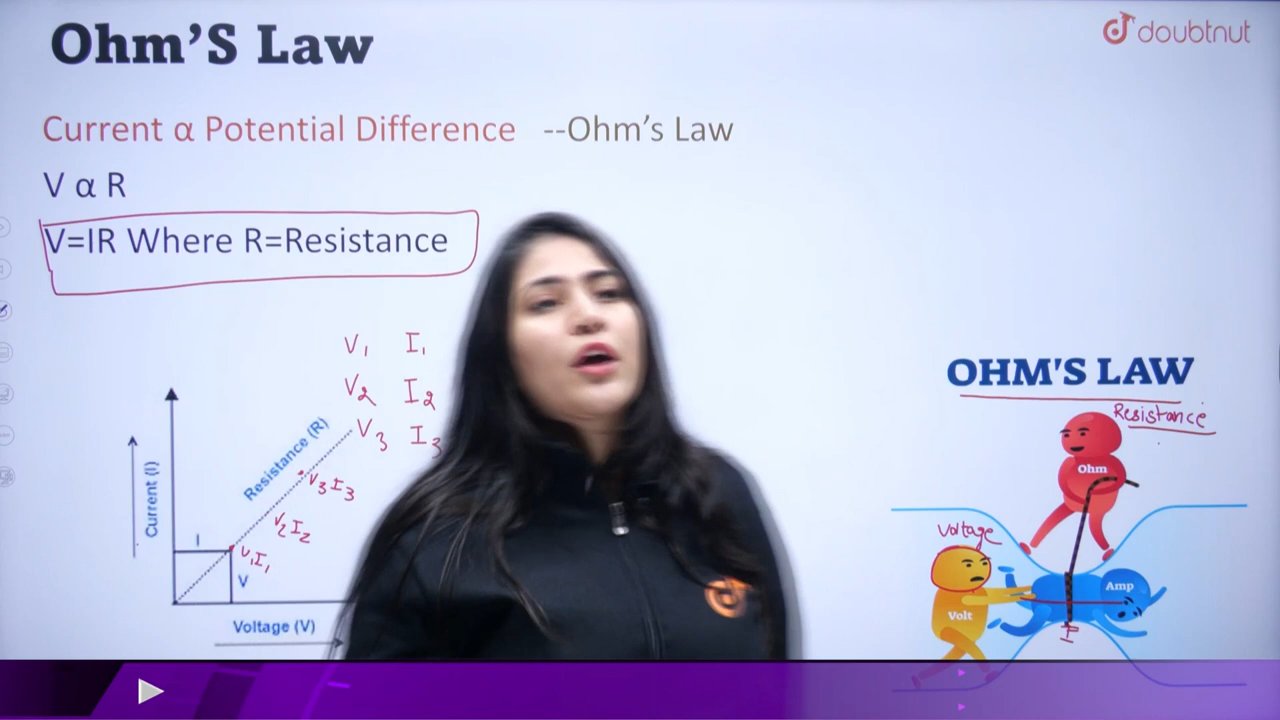 Ohm'S Law
doubtnut
Current α Potential Difference --Ohm's Law
V α R
V=IR Where R=Resistance
V₁ I₁
V₂ I₂
V₃ I₃
Current (I)
Resistance (R)
V₃ I₃
V₂ I₂
V₁ I₁
I
V
Voltage (V)
OHM'S LAW
Resistance
Ohm
Voltage
Volt
Amp
I